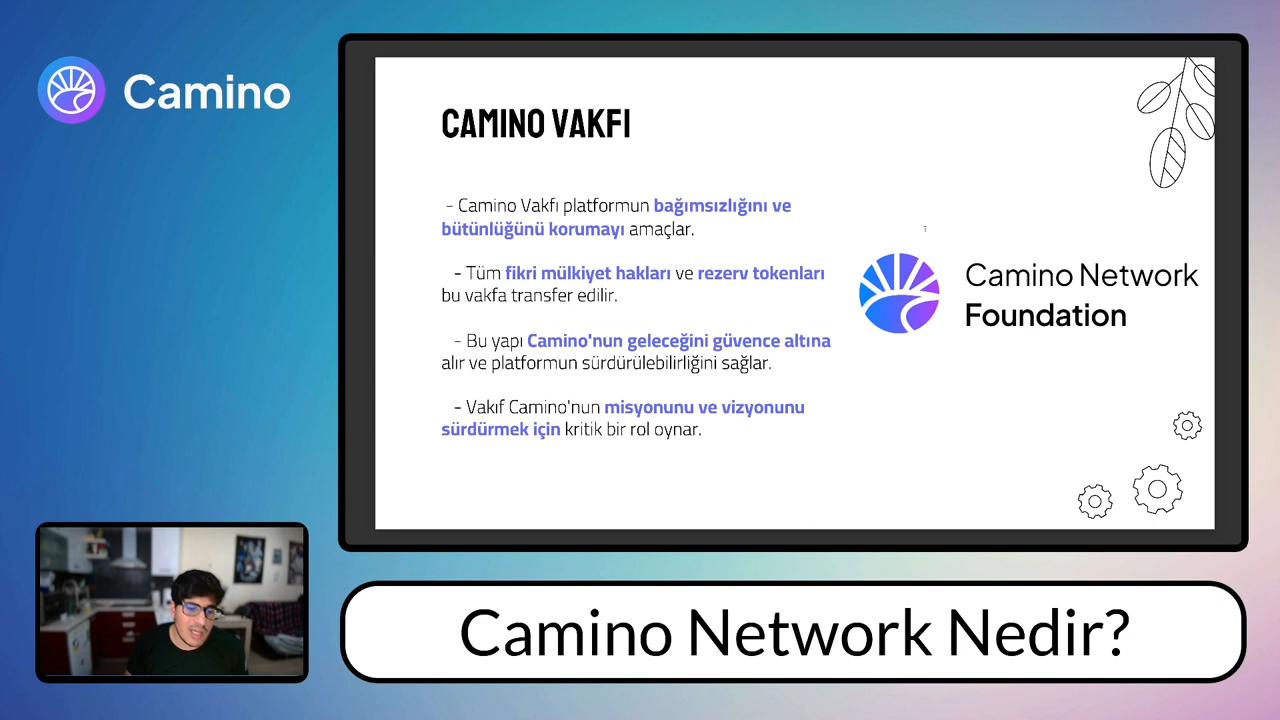 Camino
CAMINO VAKFI
- Camino Vakfı platformun bağımsızlığını ve
bütünlüğünü korumayı amaçlar.
- Tüm fikri mülkiyet hakları ve rezerv tokenları
bu vakfa transfer edilir.
- Bu yapı Camino'nun geleceğini güvence altına
alır ve platformun sürdürülebilirliğini sağlar.
- Vakıf Camino'nun misyonunu ve vizyonunu
sürdürmek için kritik bir rol oynar.
Camino Network
Foundation
Camino Network Nedir?